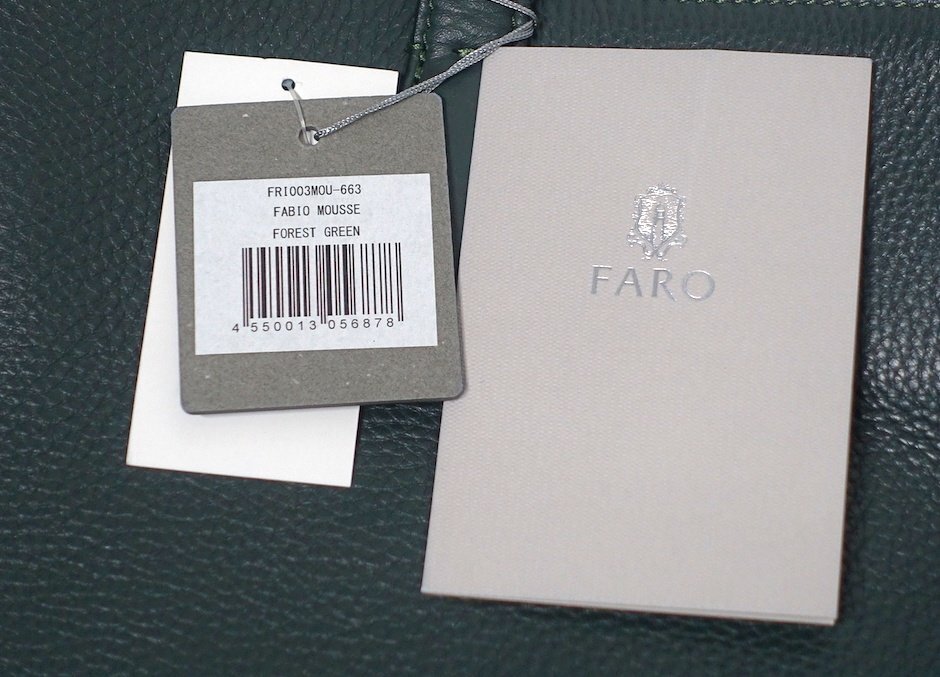 FRI003MOU-663
FABIO MOUSSE
FOREST GREEN
4 550013 056878
FARO